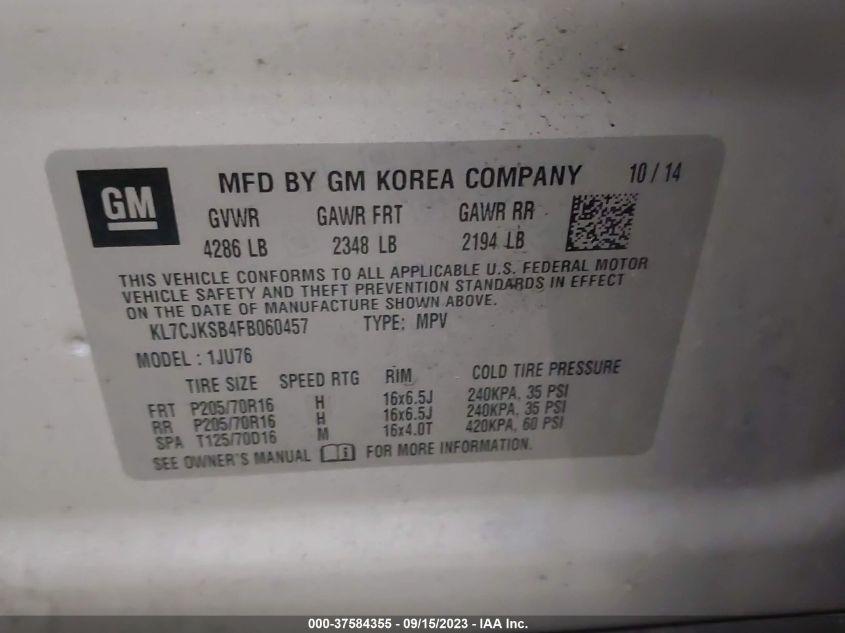 GM
MFD BY GM KOREA COMPANY 10 / 14
GVWR GAWR FRT GAWR RR
4286 LB 2348 LB 2194 LB
THIS VEHICLE CONFORMS TO ALL APPLICABLE U.S. FEDERAL MOTOR
VEHICLE SAFETY AND THEFT PREVENTION STANDARDS IN EFFECT
ON THE DATE OF MANUFACTURE SHOWN ABOVE.
KL7CJKSB4FB060457 TYPE: MPV
MODEL : 1JU76
TIRE SIZE SPEED RTG RIM COLD TIRE PRESSURE
FRT P205/70R16 H 16x6.5J 240KPA, 35 PSI
RR P205/70R16 H 16x6.5J 240KPA, 35 PSI
SPA T125/70D16 M 16x4.0T 420KPA, 60 PSI
SEE OWNER'S MANUAL FOR MORE INFORMATION.
000-37584355 - 09/15/2023 - IAA Inc.